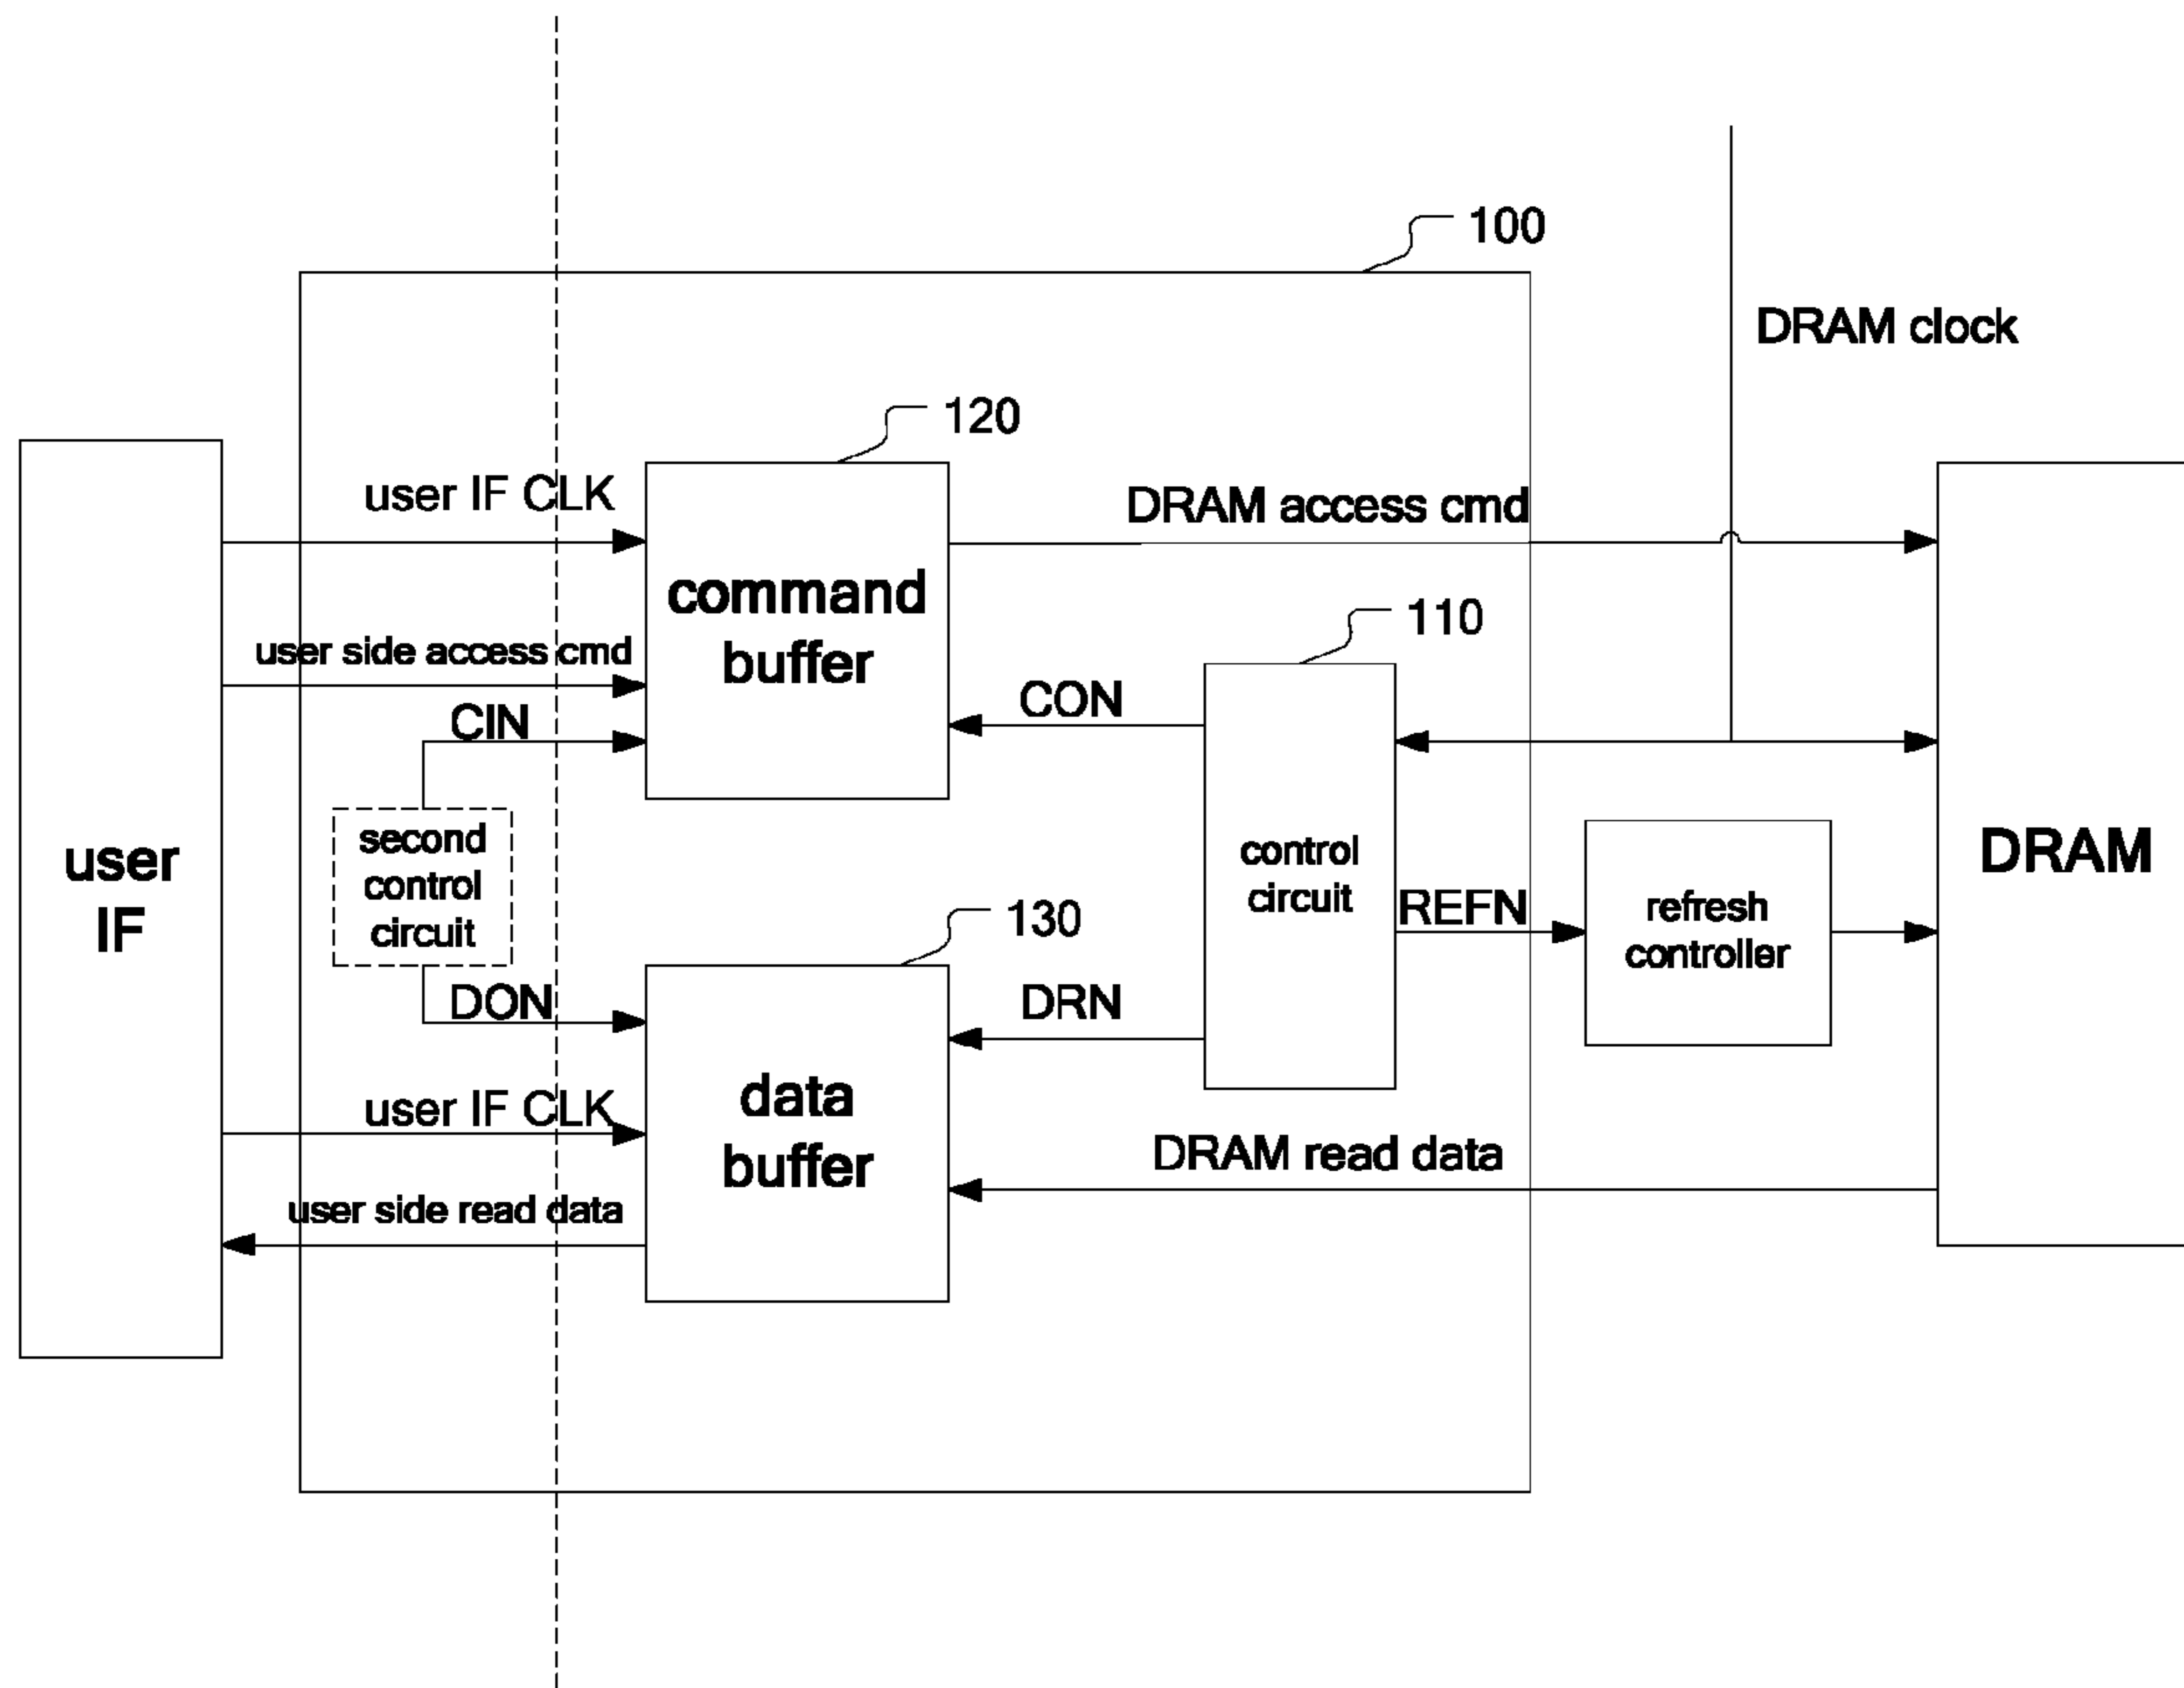 100
DRAM clock
120
user IF CLK
DRAM access cmd
command
buffer
110
user side access cmd
CON
CIN
second
control
circuit
user
IF
control
circuit
DRAM
REFN
refresh
controller
130
DON
DRN
user IF CLK
data
buffer
DRAM read data
user side read data